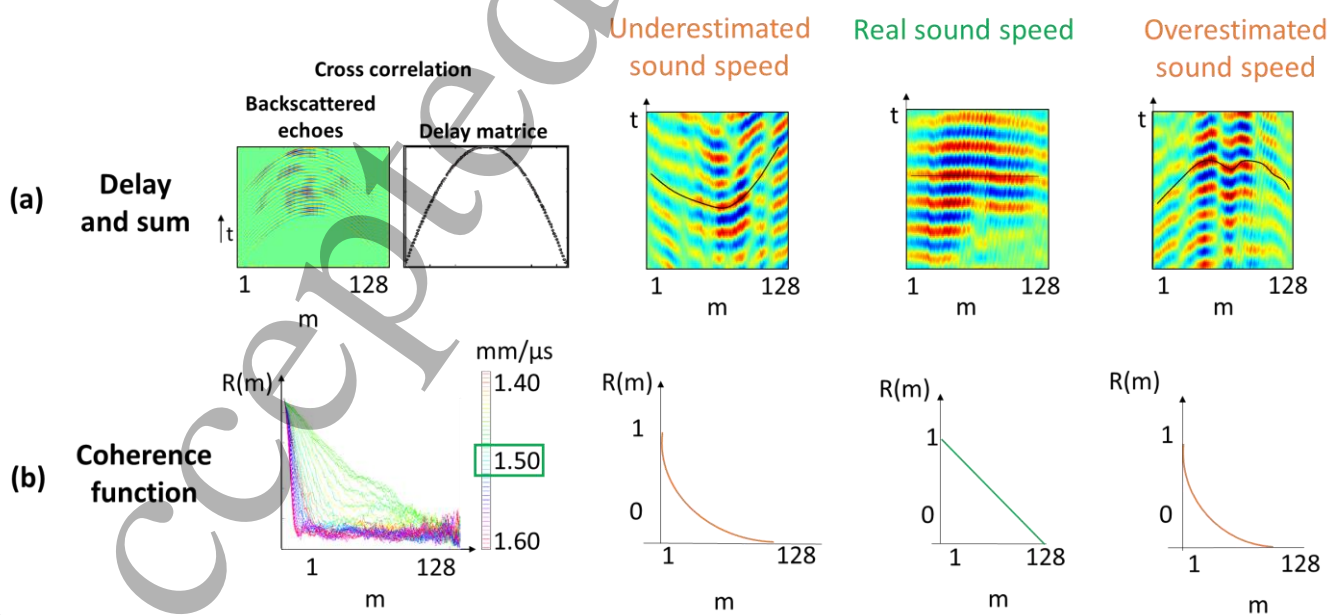 ccepted
Underestimated
sound speed
Real sound speed
Overestimated
sound speed
Cross correlation
Backscattered
echoes
Delay matrice
(a)
Delay
and sum
t
1
128
m
t
1
128
m
t
1
128
m
t
1
128
m
(b)
Coherence
function
R(m)
mm/µs
1.40
1.50
1.60
1
128
m
R(m)
1
0
1
128
m
R(m)
1
0
1
128
m
R(m)
1
0
1
128
m